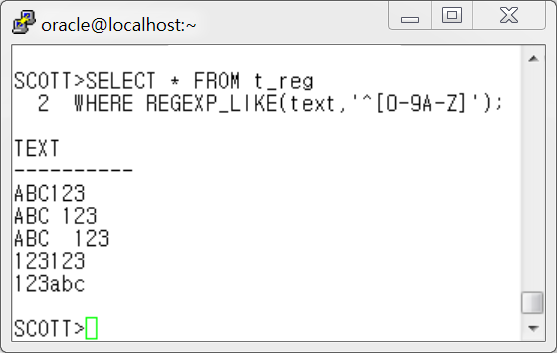 oracle@localhost:~
SCOTT>SELECT * FROM t_reg
  2  WHERE REGEXP_LIKE(text,'^[0-9A-Z]');
TEXT
----------
ABC123
ABC 123
ABC  123
123123
123abc
SCOTT>